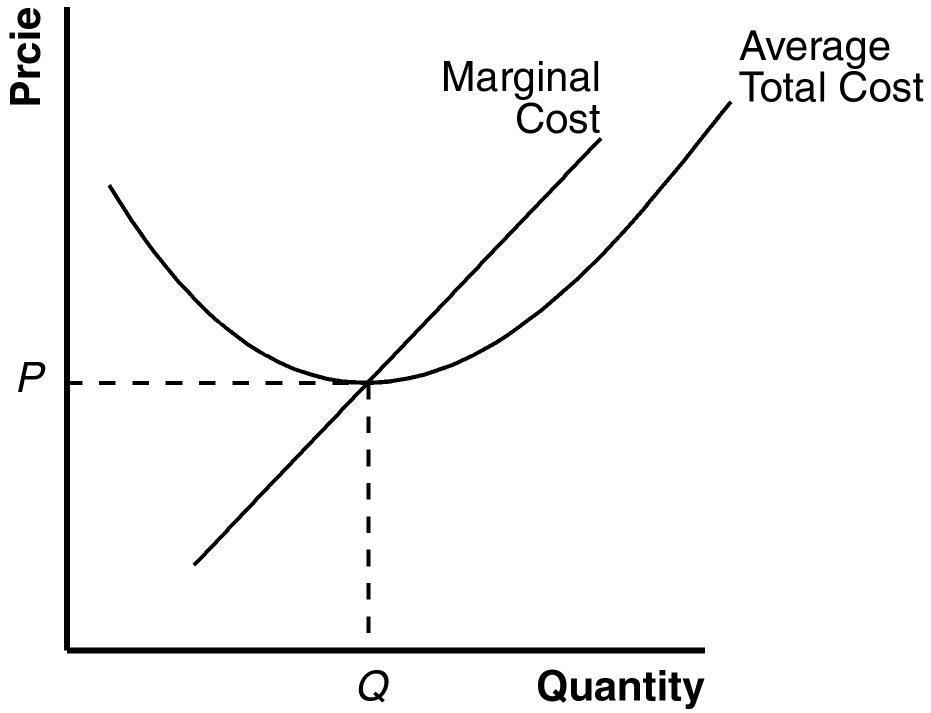 Prcie
Marginal
Cost
Average
Total Cost
P
Q
Quantity